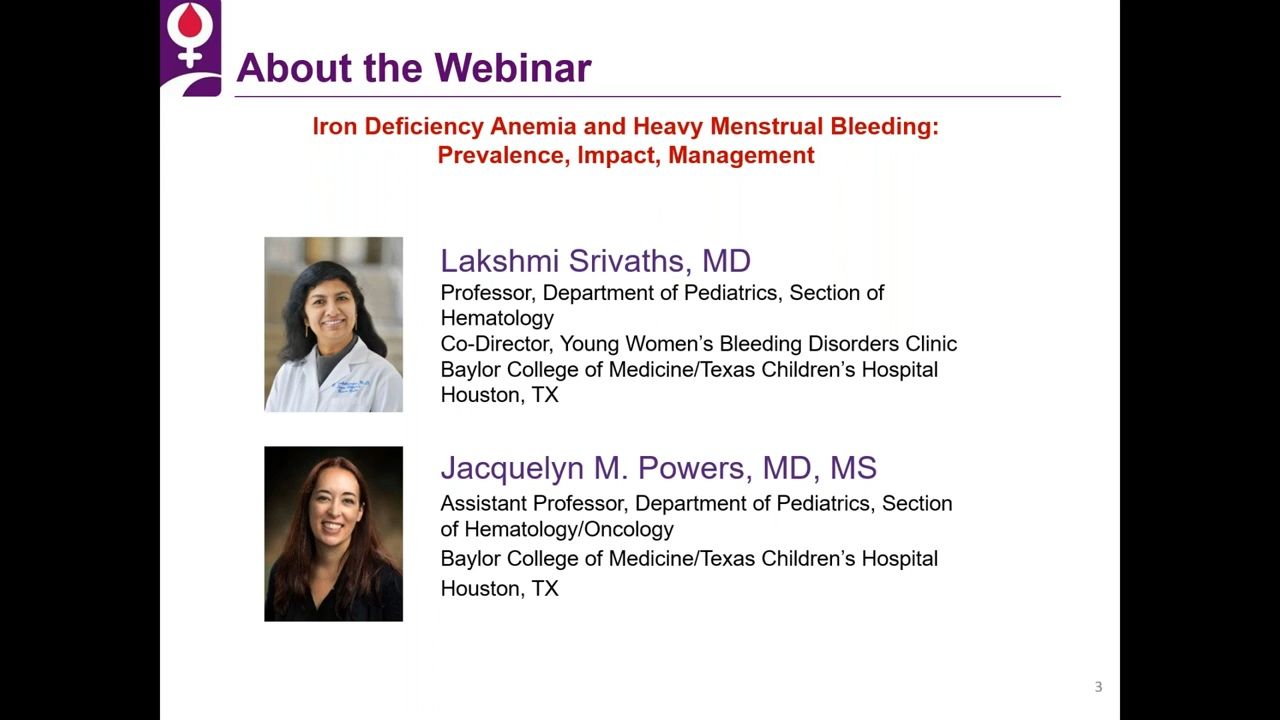 About the Webinar
Iron Deficiency Anemia and Heavy Menstrual Bleeding:
Prevalence, Impact, Management
Lakshmi Srivaths, MD
Professor, Department of Pediatrics, Section of
Hematology
Co-Director, Young Women’s Bleeding Disorders Clinic
Baylor College of Medicine/Texas Children’s Hospital
Houston, TX
Jacquelyn M. Powers, MD, MS
Assistant Professor, Department of Pediatrics, Section
of Hematology/Oncology
Baylor College of Medicine/Texas Children’s Hospital
Houston, TX
3